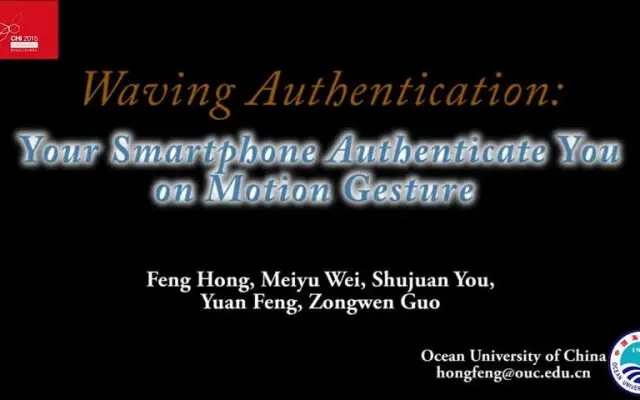 CHI 2015
Waving Authentication:
Your Smartphone Authenticate You
on Motion Gesture
Feng Hong, Meiyu Wei, Shujuan You,
Yuan Feng, Zongwen Guo
Ocean University of China
hongfeng@ouc.edu.cn